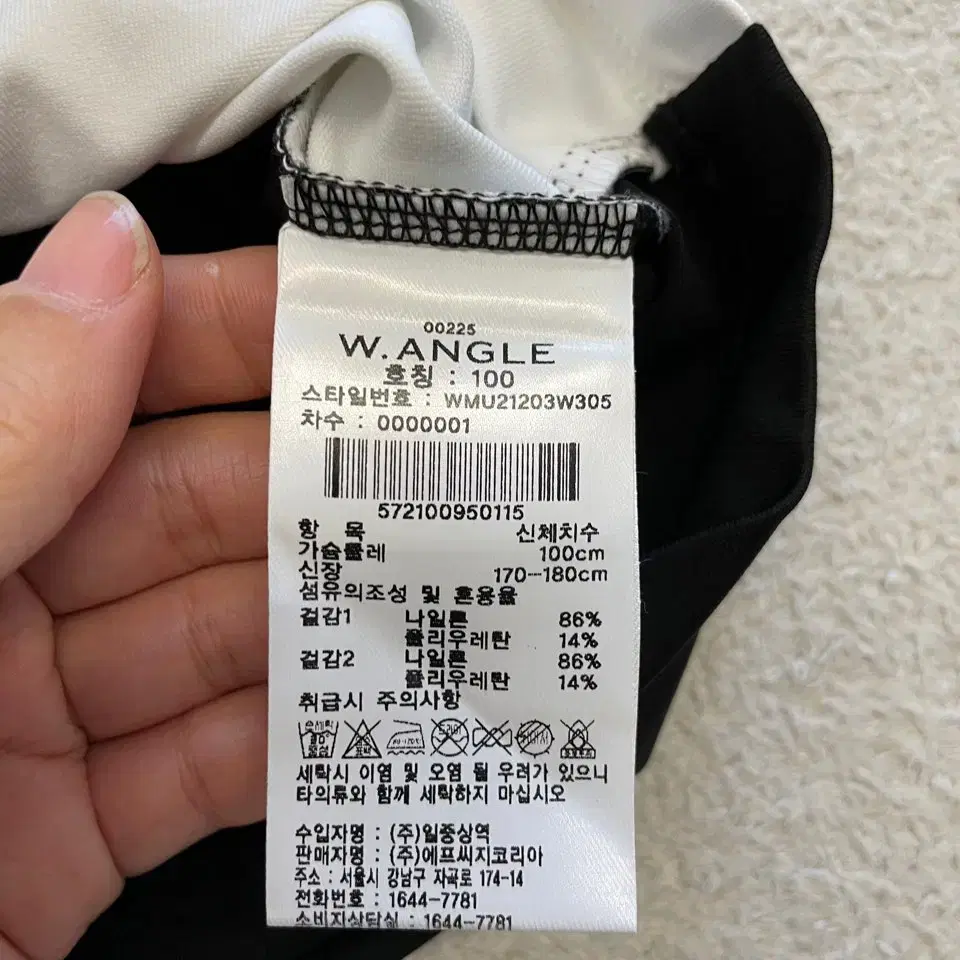 00225
W.ANGLE
호칭 : 100
스타일번호 : WMU21203W305
차수 : 0000001
572100950115
항 목 신체치수
가슴둘레 100cm
신장 170-180cm
섬유의조성 및 혼용율
겉감1 나일론 86%
폴리우레탄 14%
겉감2 나일론 86%
폴리우레탄 14%
취급시 주의사항
손세탁
30 중성
세탁시 이염 및 오염 될 우려가 있으니
타의류와 함께 세탁하지 마십시오
수입자명 : (주)일중상역
판매자명 : (주)에프씨지코리아
주소 : 서울시 강남구 자곡로 174-14
전화번호 : 1644-7781
소비자상담실 : 1644-7781